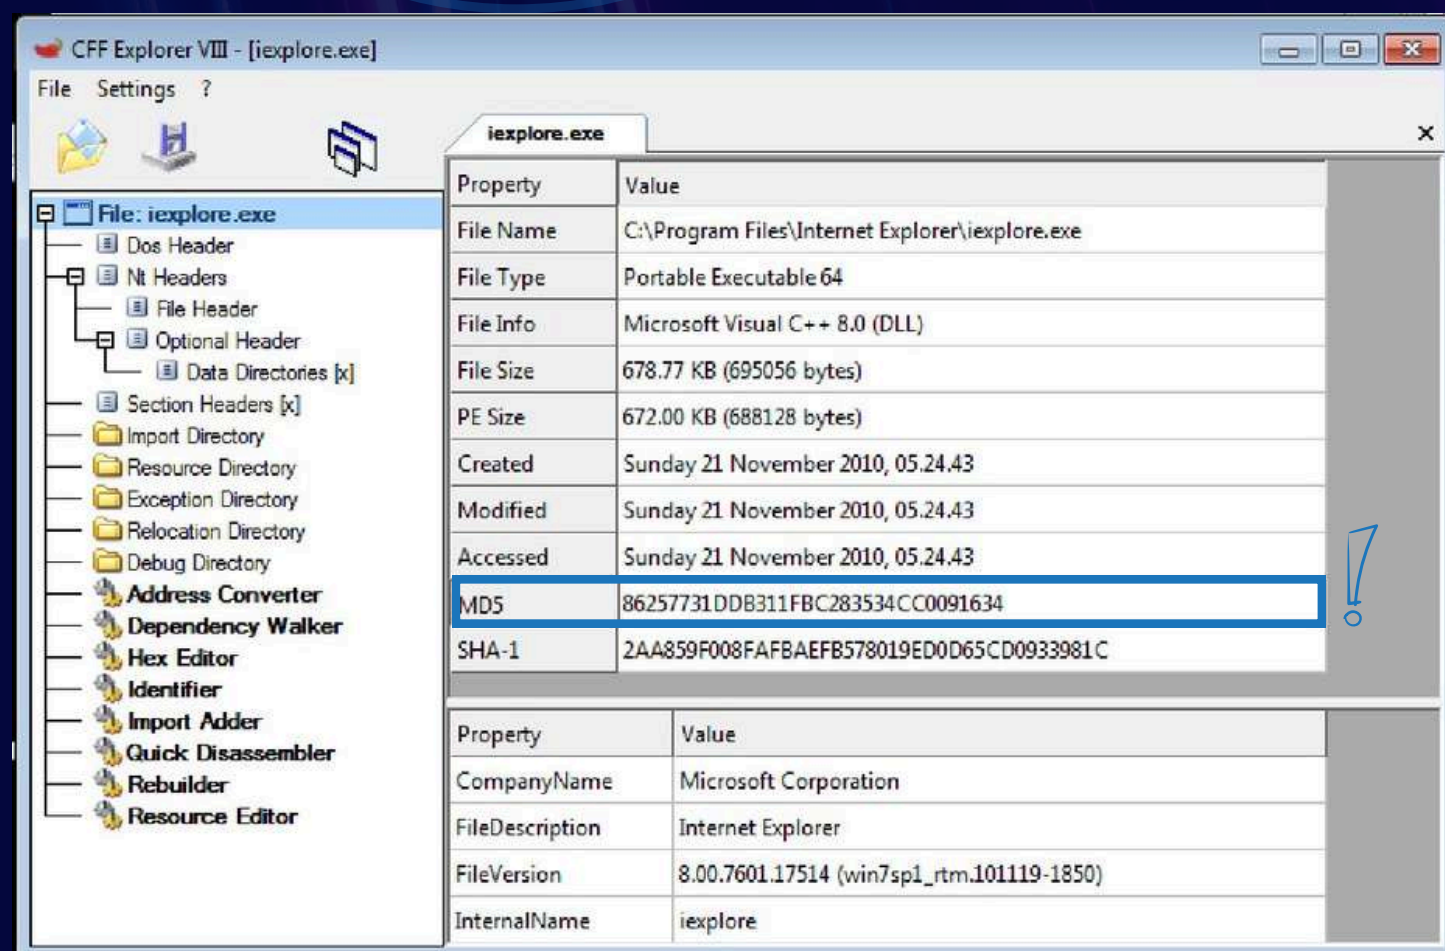 CFF Explorer VIII - [iexplore.exe]
File Settings ?
iexplore.exe
File: iexplore.exe
Dos Header
Nt Headers
File Header
Optional Header
Data Directories [x]
Section Headers [x]
Import Directory
Resource Directory
Exception Directory
Relocation Directory
Debug Directory
Address Converter
Dependency Walker
Hex Editor
Identifier
Import Adder
Quick Disassembler
Rebuilder
Resource Editor
Property Value
File Name C:\Program Files\Internet Explorer\iexplore.exe
File Type Portable Executable 64
File Info Microsoft Visual C++ 8.0 (DLL)
File Size 678.77 KB (695056 bytes)
PE Size 672.00 KB (688128 bytes)
Created Sunday 21 November 2010, 05.24.43
Modified Sunday 21 November 2010, 05.24.43
Accessed Sunday 21 November 2010, 05.24.43
MD5 86257731DDB311FBC283534CC0091634
SHA-1 2AA859F008FAFBAEFB578019ED0D65CD0933981C
!
Property Value
CompanyName Microsoft Corporation
FileDescription Internet Explorer
FileVersion 8.00.7601.17514 (win7sp1_rtm.101119-1850)
InternalName iexplore